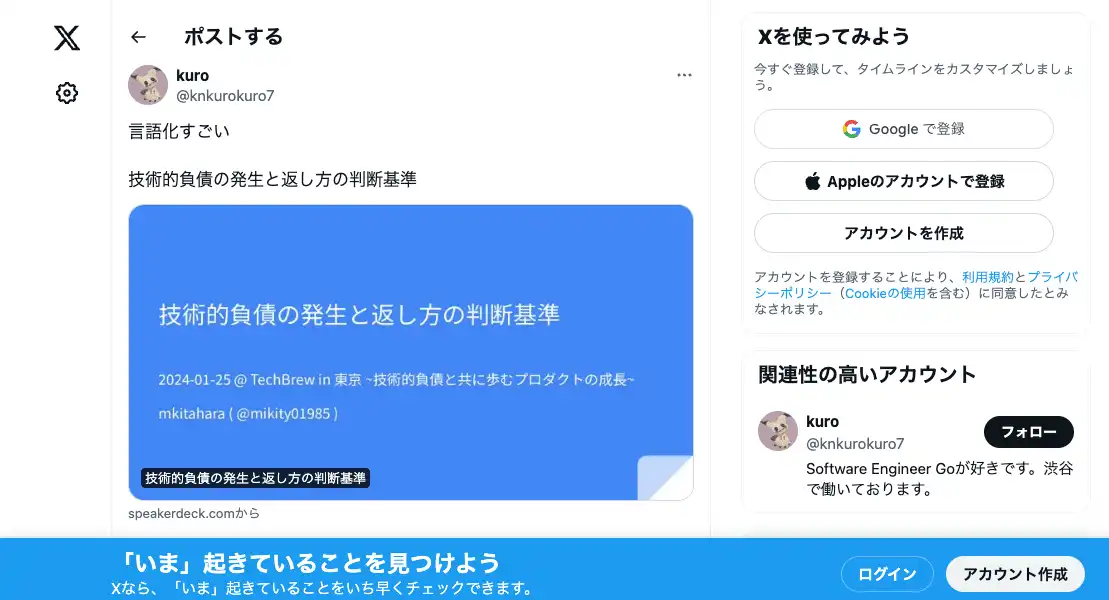 ポストする
kuro
@knkurokuro7
言語化すごい
技術的負債の発生と返し方の判断基準
技術的負債の発生と返し方の判断基準
2024-01-25 @ TechBrew in 東京 ~技術的負債と共に歩むプロダクトの成長~
mkitahara ( @mikity01985 )
技術的負債の発生と返し方の判断基準
speakerdeck.comから
Xを使ってみよう
今すぐ登録して、タイムラインをカスタマイズしましょ
う。
Google で登録
Appleのアカウントで登録
アカウントを作成
アカウントを登録することにより、利用規約とプライバ
シーポリシー（Cookieの使用を含む）に同意したとみ
なされます。
関連性の高いアカウント
kuro
@knkurokuro7
フォロー
Software Engineer Goが好きです。渋谷
で働いております。
「いま」起きていることを見つけよう
Xなら、「いま」起きていることをいち早くチェックできます。
ログイン
アカウント作成